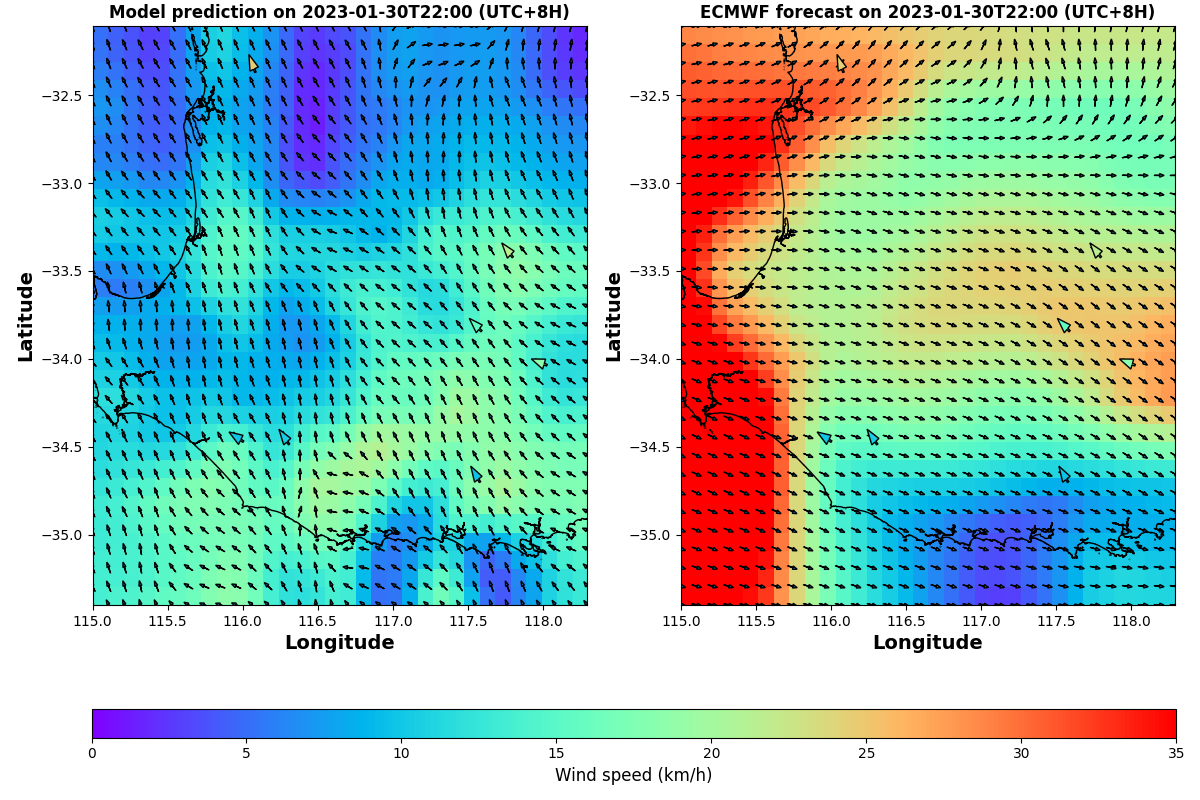 Model prediction on 2023-01-30T22:00 (UTC+8H) ECMWF forecast on 2023-01-30T22:00 (UTC+8H)
−32.5 −32.5
−33.0 −33.0
−33.5 −33.5
−34.0 −34.0
−34.5 −34.5
−35.0 −35.0
Latitude Latitude
115.0 115.5 116.0 116.5 117.0 117.5 118.0 115.0 115.5 116.0 116.5 117.0 117.5 118.0
Longitude Longitude
0 5 10 15 20 25 30 35
Wind speed (km/h)